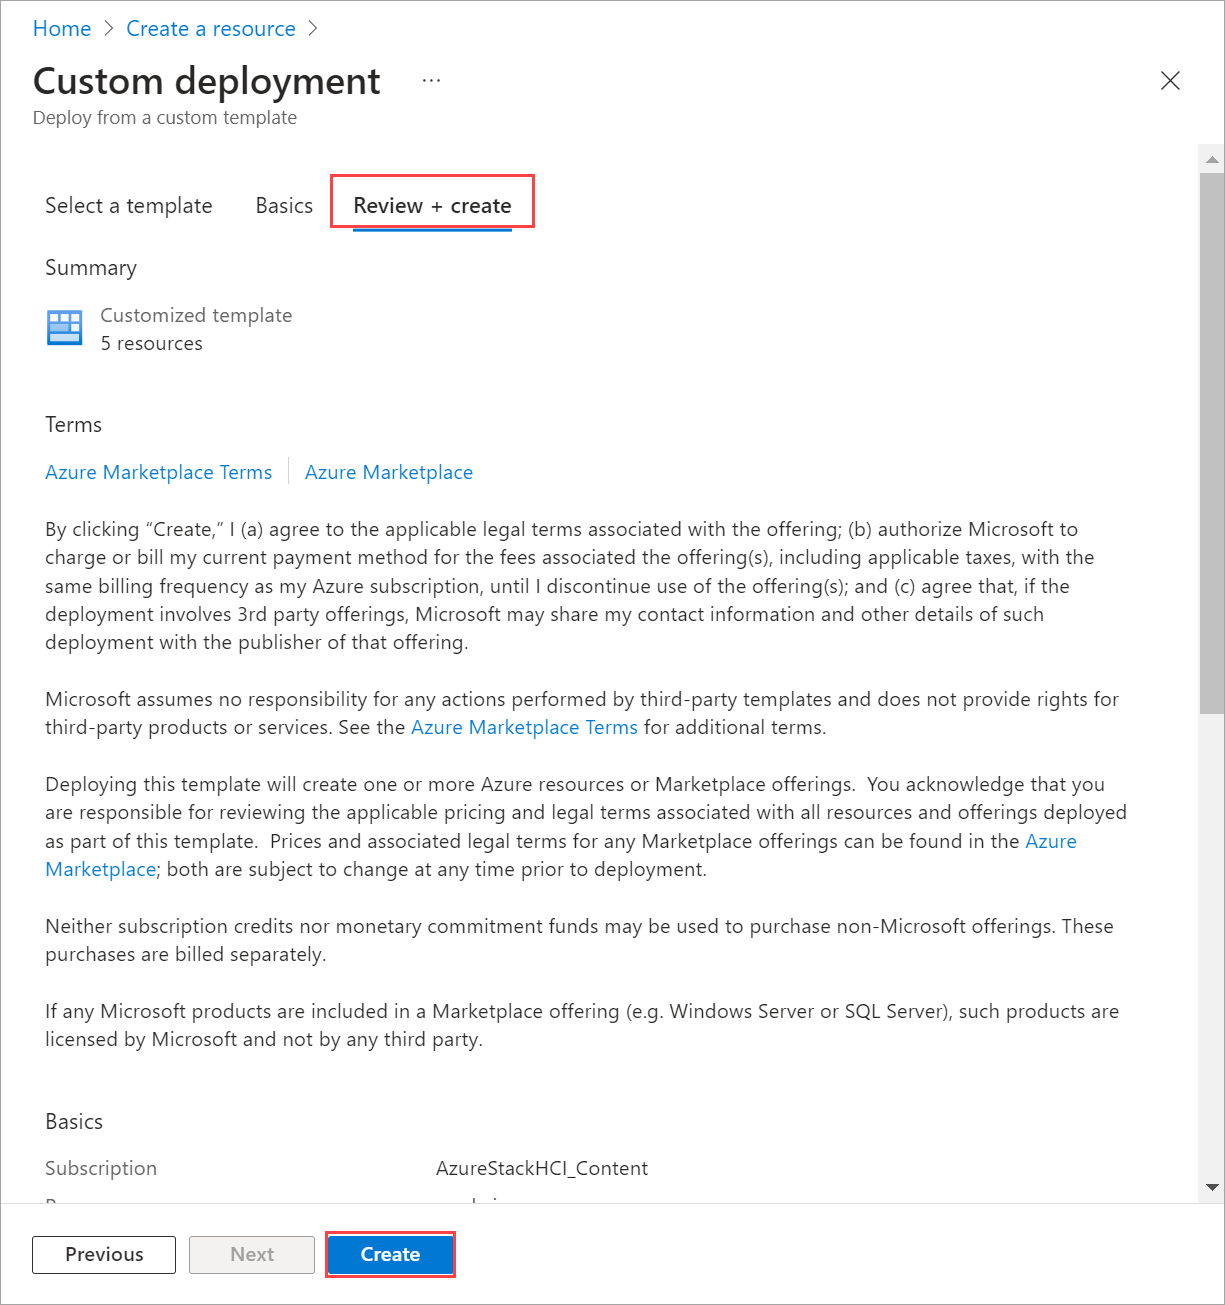 Home > Create a resource >
Custom deployment ...
Deploy from a custom template
Select a template Basics Review + create
Summary
Customized template
5 resources
Terms
Azure Marketplace Terms Azure Marketplace
By clicking “Create,” I (a) agree to the applicable legal terms associated with the offering; (b) authorize Microsoft to
charge or bill my current payment method for the fees associated the offering(s), including applicable taxes, with the
same billing frequency as my Azure subscription, until I discontinue use of the offering(s); and (c) agree that, if the
deployment involves 3rd party offerings, Microsoft may share my contact information and other details of such
deployment with the publisher of that offering.
Microsoft assumes no responsibility for any actions performed by third-party templates and does not provide rights for
third-party products or services. See the Azure Marketplace Terms for additional terms.
Deploying this template will create one or more Azure resources or Marketplace offerings.  You acknowledge that you
are responsible for reviewing the applicable pricing and legal terms associated with all resources and offerings deployed
as part of this template.  Prices and associated legal terms for any Marketplace offerings can be found in the Azure
Marketplace; both are subject to change at any time prior to deployment.
Neither subscription credits nor monetary commitment funds may be used to purchase non-Microsoft offerings. These
purchases are billed separately.
If any Microsoft products are included in a Marketplace offering (e.g. Windows Server or SQL Server), such products are
licensed by Microsoft and not by any third party.
Basics
Subscription AzureStackHCI_Content
Previous Next Create